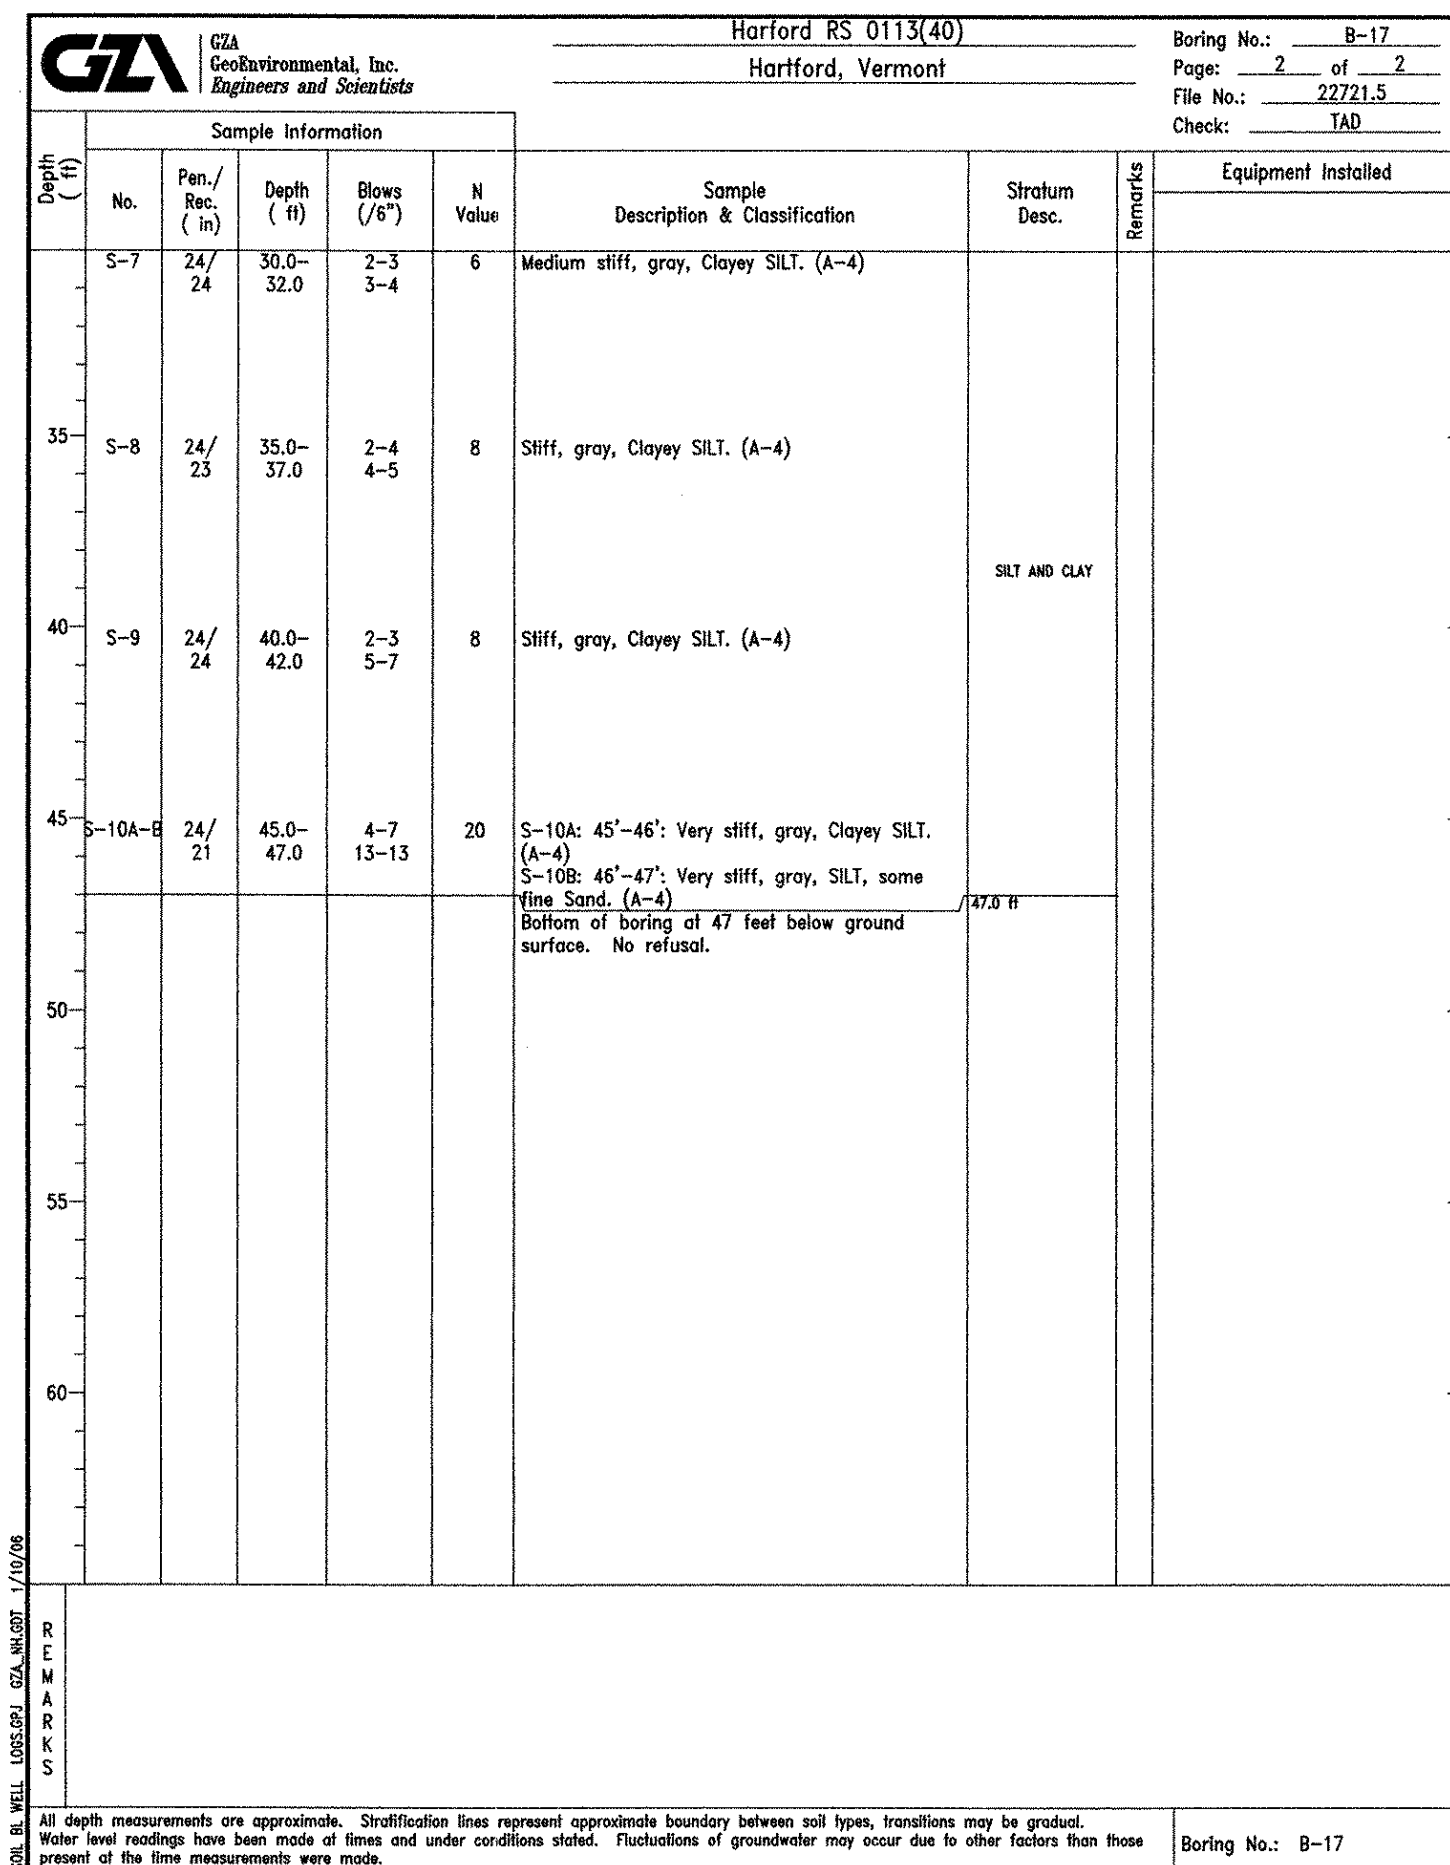 GZA
GZA
GeoEnvironmental, Inc.
Engineers and Scientists
Harford RS 0113(40)
Hartford, Vermont
Boring No.: B-17
Page: 2 of 2
File No.: 22721.5
Check: TAD
Sample Information
Depth ( ft)
No.
Pen./ Rec. ( in)
Depth ( ft)
Blows (/6")
N Value
Sample Description & Classification
Stratum Desc.
Remarks
Equipment Installed
S-7 24/ 30.0- 2-3 6 Medium stiff, gray, Clayey SILT. (A-4)
24 32.0 3-4
35
S-8 24/ 35.0- 2-4 8 Stiff, gray, Clayey SILT. (A-4)
23 37.0 4-5
SILT AND CLAY
40
S-9 24/ 40.0- 2-3 8 Stiff, gray, Clayey SILT. (A-4)
24 42.0 5-7
45
S-10A-B 24/ 45.0- 4-7 20 S-10A: 45'-46': Very stiff, gray, Clayey SILT.
21 47.0 13-13 (A-4)
S-10B: 46'-47': Very stiff, gray, SILT, some
fine Sand. (A-4) 47.0 ft
Bottom of boring at 47 feet below ground
surface. No refusal.
50
55
60
REMARKS
SOIL BL WELL LOGS.GPJ GZA_NH.GDT 1/10/06
All depth measurements are approximate. Stratification lines represent approximate boundary between soil types, transitions may be gradual.
Water level readings have been made at times and under conditions stated. Fluctuations of groundwater may occur due to other factors than those
present at the time measurements were made.
Boring No.: B-17